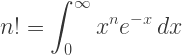 n! = ∫₀^∞ xⁿe⁻ˣ dx